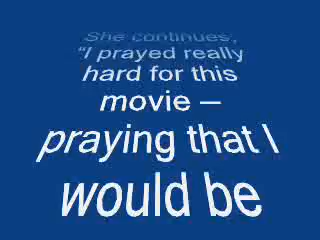 She continues,
"I prayed really
hard for this
movie –
praying that I
would be